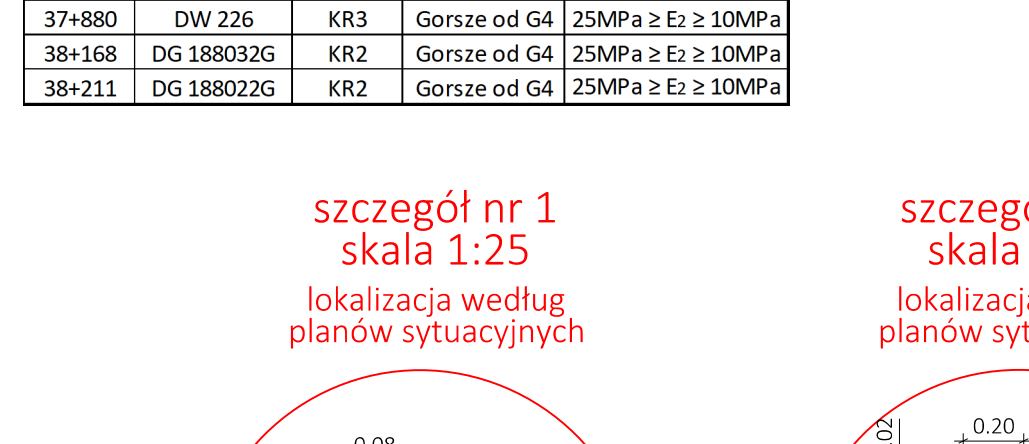 37+880 DW 226 KR3 Gorsze od G4 25MPa ≥ E2 ≥ 10MPa
38+168 DG 188032G KR2 Gorsze od G4 25MPa ≥ E2 ≥ 10MPa
38+211 DG 188022G KR2 Gorsze od G4 25MPa ≥ E2 ≥ 10MPa
szczegół nr 1
skala 1:25
lokalizacja według
planów sytuacyjnych
skala
planów
0.20